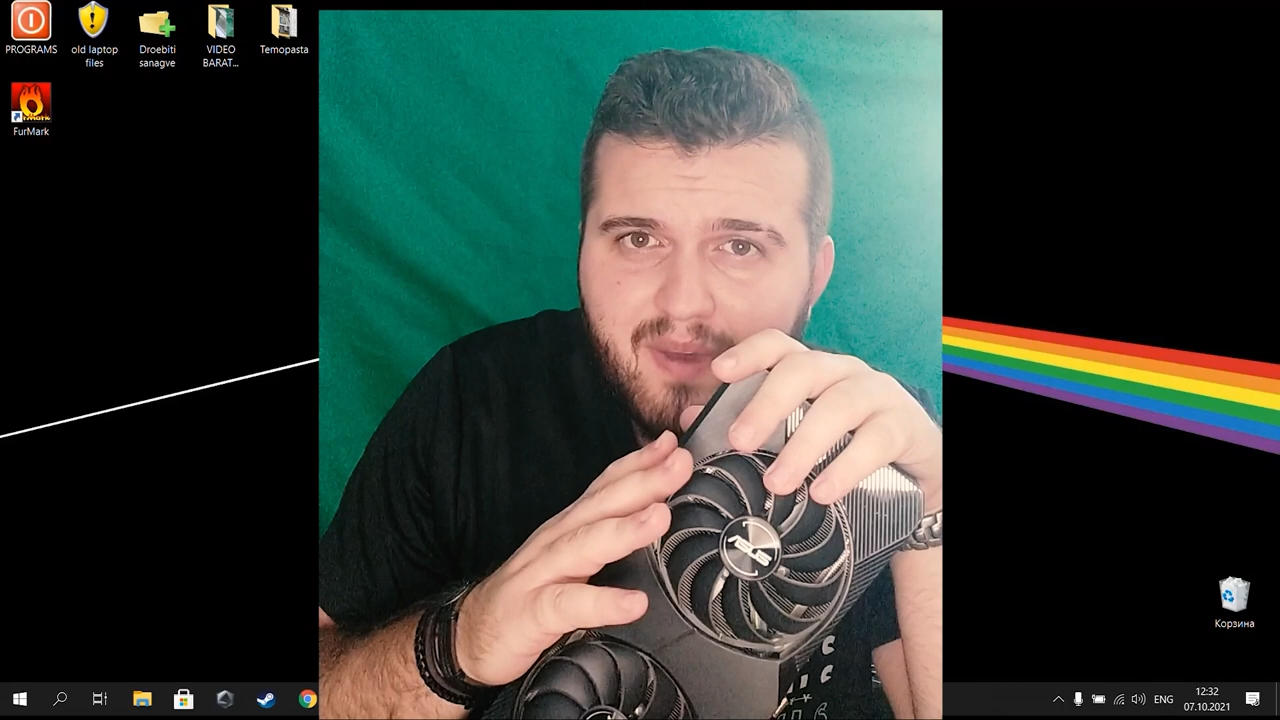 PROGRAMS
old laptop
files
Droebiti
sanagve
VIDEO
BARAT...
Temopasta
FurMark
ASUS
Корзина
ENG
12:32
07.10.2021